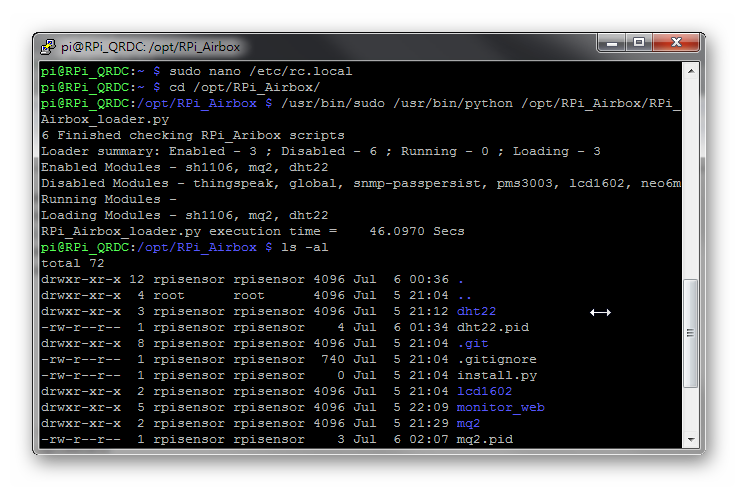 pi@RPi_QRDC: /opt/RPi_Airbox
pi@RPi_QRDC:~ $ sudo nano /etc/rc.local
pi@RPi_QRDC:~ $ cd /opt/RPi_Airbox/
pi@RPi_QRDC:/opt/RPi_Airbox $ /usr/bin/sudo /usr/bin/python /opt/RPi_Airbox/RPi_
Airbox_loader.py
6 Finished checking RPi_Aribox scripts
Loader summary: Enabled - 3 ; Disabled - 6 ; Running - 0 ; Loading - 3
Enabled Modules - sh1106, mq2, dht22
Disabled Modules - thingspeak, global, snmp-passpersist, pms3003, lcd1602, neo6m
Running Modules -
Loading Modules - sh1106, mq2, dht22
RPi_Airbox_loader.py execution time =    46.0970 Secs
pi@RPi_QRDC:/opt/RPi_Airbox $ ls -al
total 72
drwxr-xr-x 12 rpisensor rpisensor 4096 Jul  6 00:36 .
drwxr-xr-x  4 root      root      4096 Jul  5 21:04 ..
drwxr-xr-x  3 rpisensor rpisensor 4096 Jul  5 21:12 dht22
-rw-r--r--  1 rpisensor rpisensor    4 Jul  6 01:34 dht22.pid
drwxr-xr-x  8 rpisensor rpisensor 4096 Jul  5 21:04 .git
-rw-r--r--  1 rpisensor rpisensor  740 Jul  5 21:04 .gitignore
-rw-r--r--  1 rpisensor rpisensor    0 Jul  5 21:04 install.py
drwxr-xr-x  2 rpisensor rpisensor 4096 Jul  5 21:04 lcd1602
drwxr-xr-x  5 rpisensor rpisensor 4096 Jul  5 22:09 monitor_web
drwxr-xr-x  2 rpisensor rpisensor 4096 Jul  5 21:29 mq2
-rw-r--r--  1 rpisensor rpisensor    3 Jul  6 02:07 mq2.pid